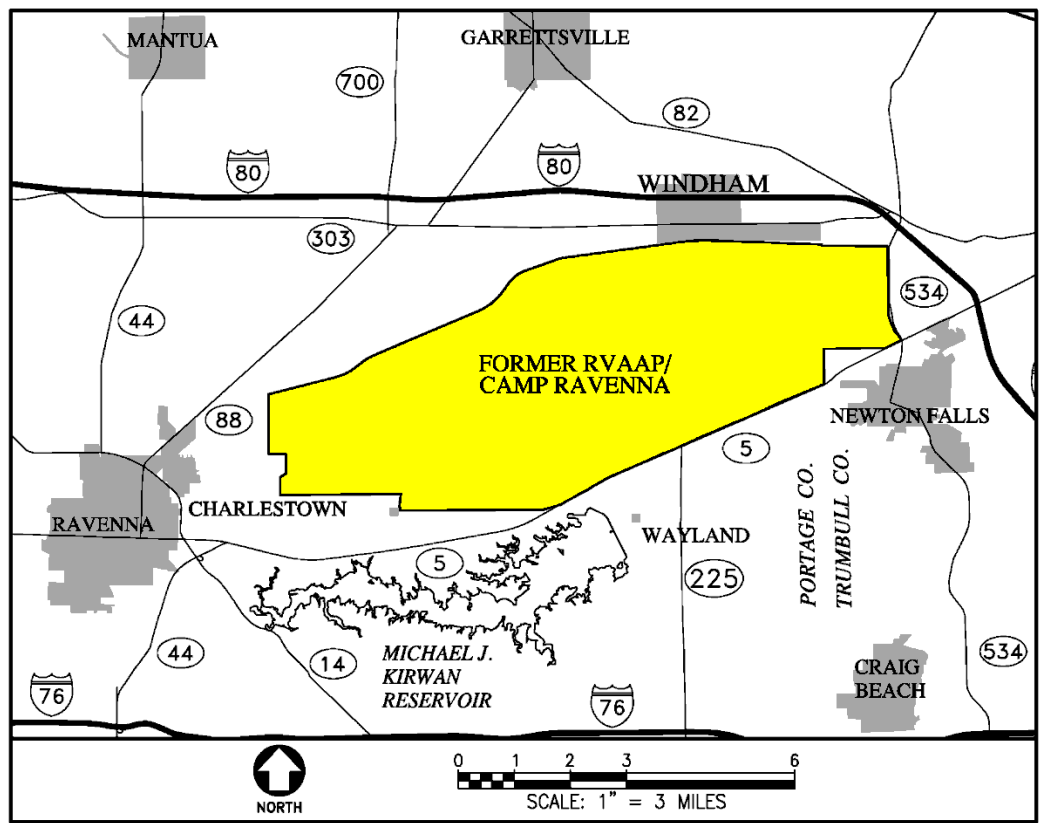 MANTUA
GARRETTSVILLE
700
82
80
80
WINDHAM
303
534
44
FORMER RVAAP/
CAMP RAVENNA
88
NEWTON FALLS
5
CHARLESTOWN
RAVENNA
WAYLAND
PORTAGE CO.
TRUMBULL CO.
5
225
44
14
MICHAEL J.
KIRWAN
RESERVOIR
534
CRAIG
BEACH
76
76
NORTH
0 1 2 3 6
SCALE: 1" = 3 MILES